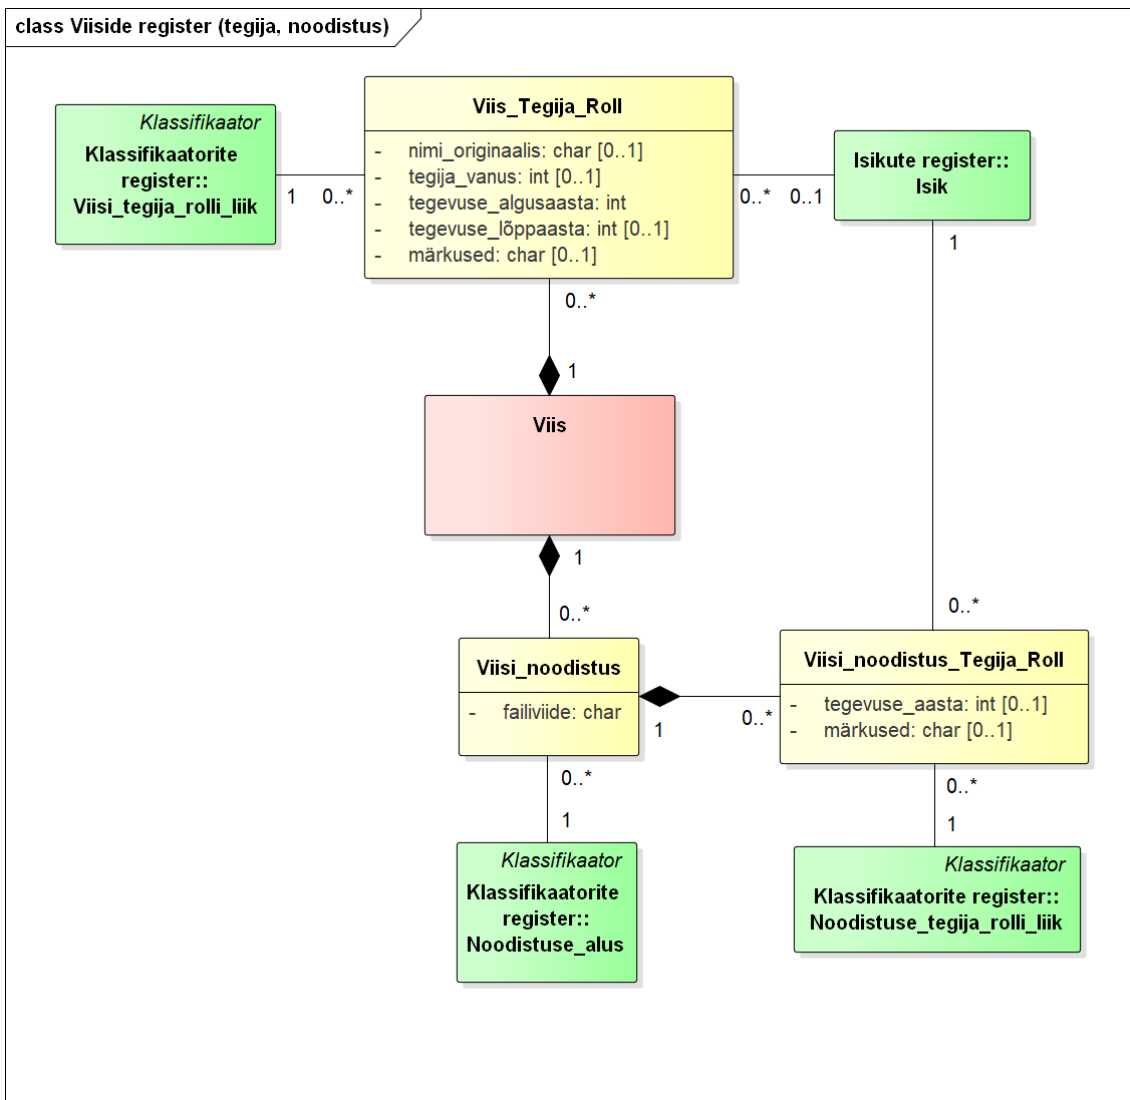 class Viiside register (tegija, noodistus)
Viis_Tegija_Roll
- nimi_originaalis: char [0..1]
- tegija_vanus: int [0..1]
- tegevuse_algusaasta: int
- tegevuse_lõppaasta: int [0..1]
- märkused: char [0..1]
Klassifikaator
Klassifikaatorite
register::
Viisi_tegija_rolli_liik
1
0..*
Isikute register::
Isik
0..*
0..1
1
0..*
1
Viis
1
0..*
0..*
Viisi_noodistus
- failiviide: char
1
0..*
Viisi_noodistus_Tegija_Roll
- tegevuse_aasta: int [0..1]
- märkused: char [0..1]
0..*
1
0..*
1
Klassifikaator
Klassifikaatorite
register::
Noodistuse_alus
Klassifikaator
Klassifikaatorite register::
Noodistuse_tegija_rolli_liik